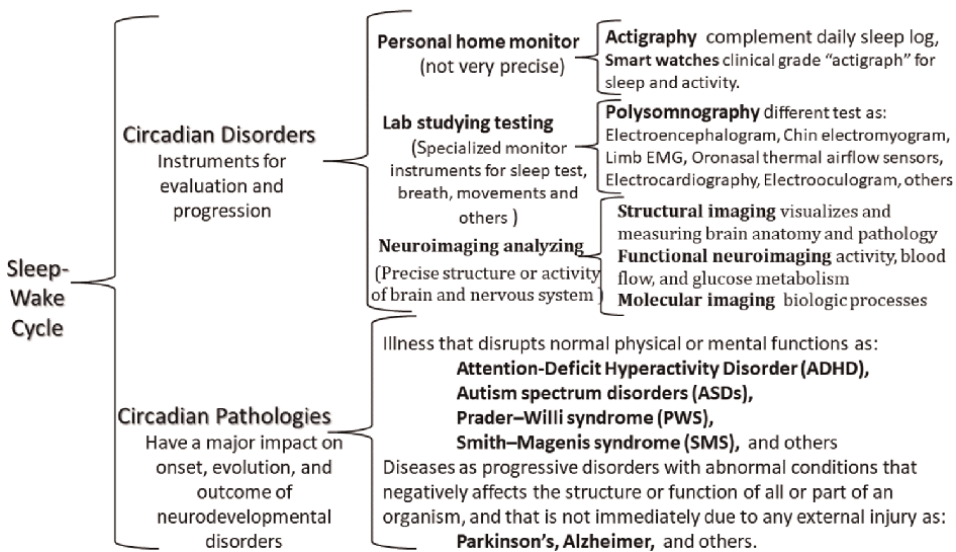 Sleep-
Wake
Cycle
Circadian Disorders
Instruments for
evaluation and
progression
Personal home monitor
(not very precise)
Actigraphy complement daily sleep log,
Smart watches clinical grade “actigraph” for
sleep and activity.
Lab studying testing
(Specialized monitor
instruments for sleep test,
breath, movements and
others )
Polysomnography different test as:
Electroencephalogram, Chin electromyogram,
Limb EMG, Oronasal thermal airflow sensors,
Electrocardiography, Electrooculogram, others
Neuroimaging analyzing
(Precise structure or activity
of brain and nervous system )
Structural imaging visualizes and
measuring brain anatomy and pathology
Functional neuroimaging activity, blood
flow, and glucose metabolism
Molecular imaging biologic processes
Circadian Pathologies
Have a major impact on
onset, evolution, and
outcome of
neurodevelopmental
disorders
Illness that disrupts normal physical or mental functions as:
Attention-Deficit Hyperactivity Disorder (ADHD),
Autism spectrum disorders (ASDs),
Prader–Willi syndrome (PWS),
Smith–Magenis syndrome (SMS), and others
Diseases as progressive disorders with abnormal conditions that
negatively affects the structure or function of all or part of an
organism, and that is not immediately due to any external injury as:
Parkinson’s, Alzheimer, and others.